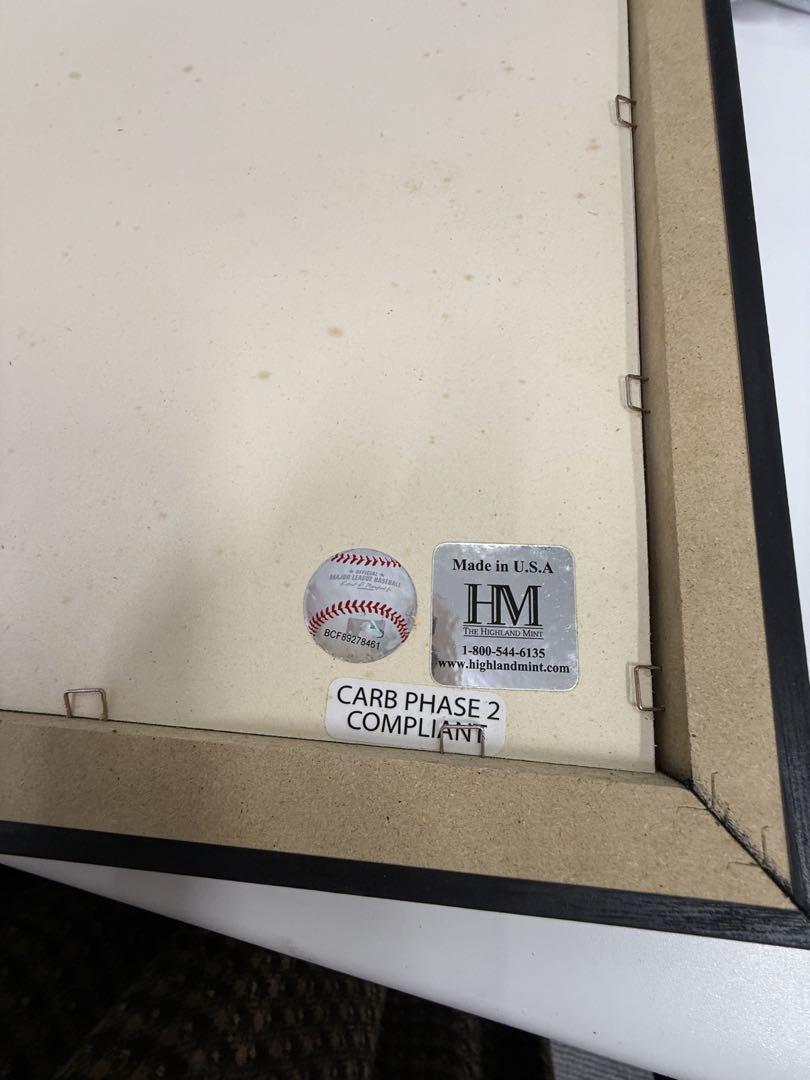 OFFICIAL
MAJOR LEAGUE BASEBALL
BCF89278461
Made in U.S.A
HM
THE HIGHLAND MINT
1-800-544-6135
www.highlandmint.com
CARB PHASE 2
COMPLIANT